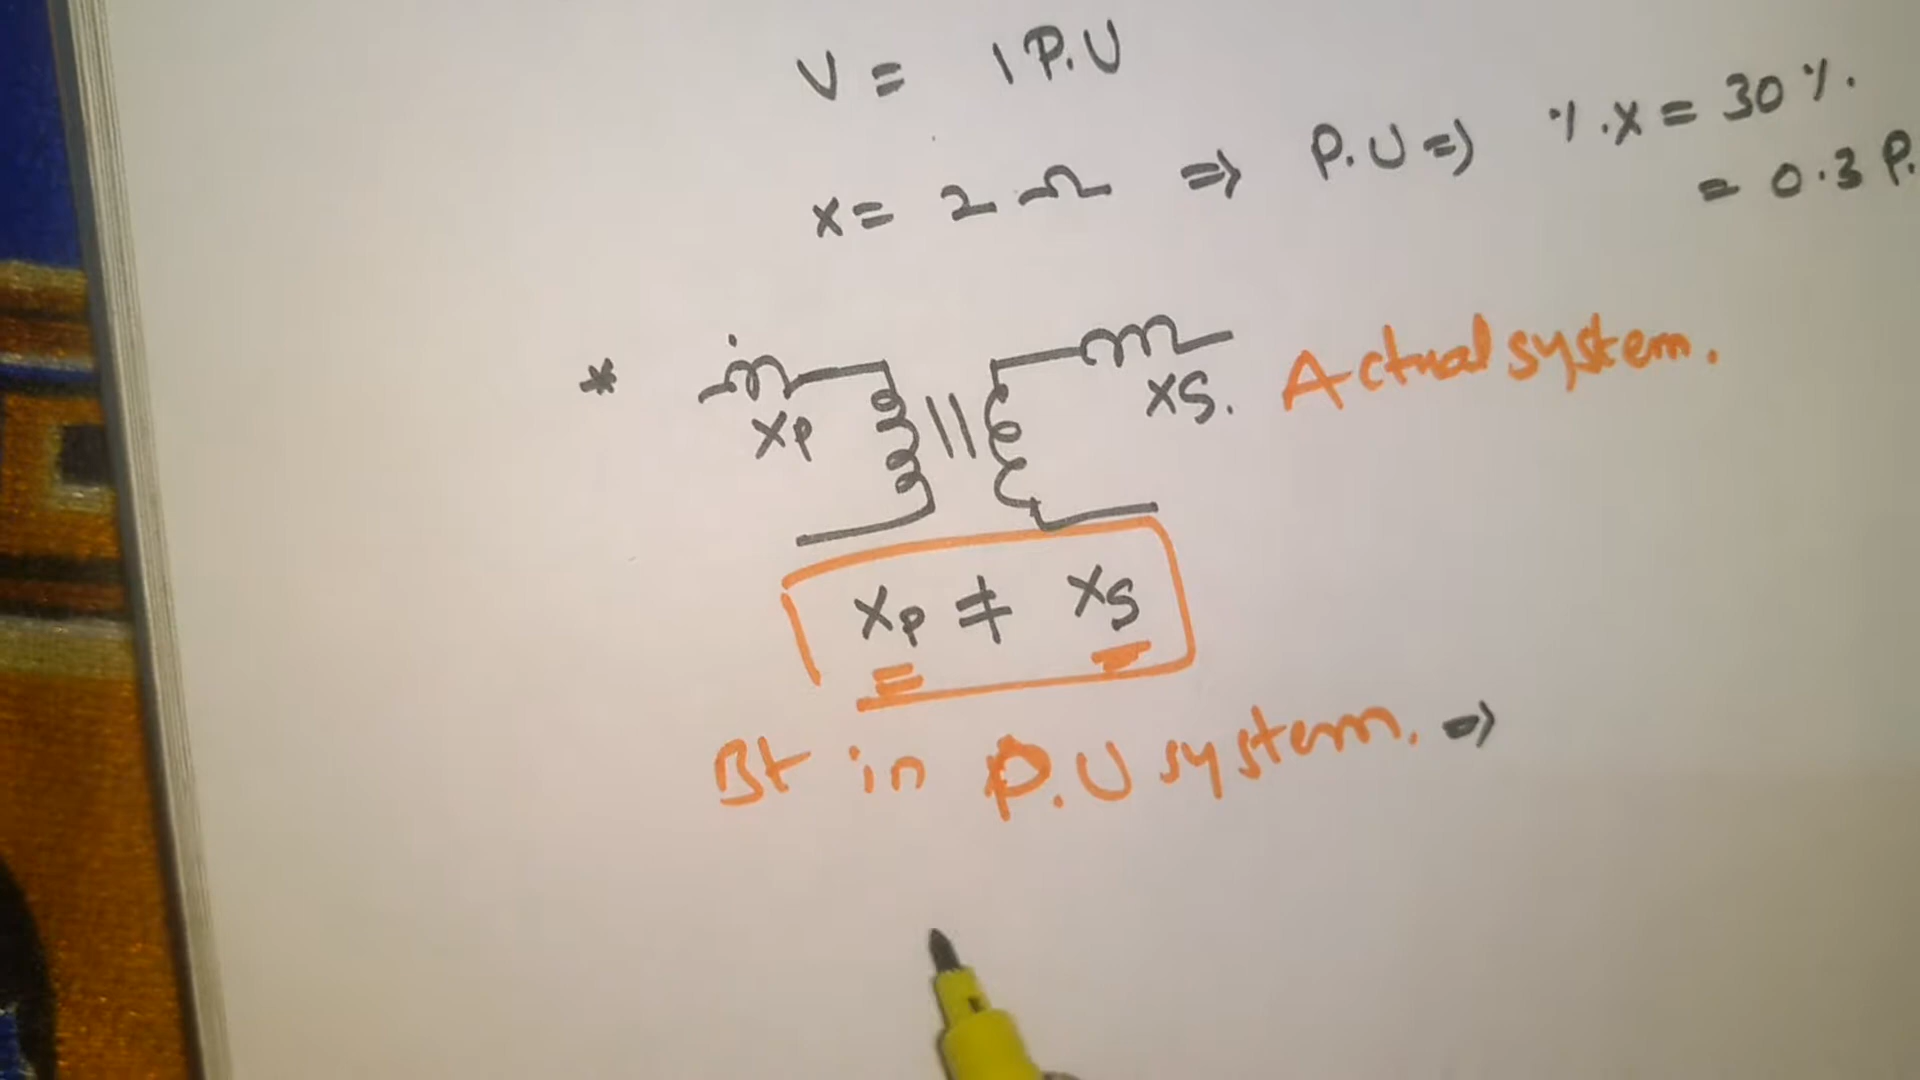 V = 1 P.U
X = 2 Ω ⇒ P.U ⇒ %.X = 30 %.
= 0.3 P.
* XP XS. Actual system.
XP ≠ XS
Bt in P.U system. ⇒